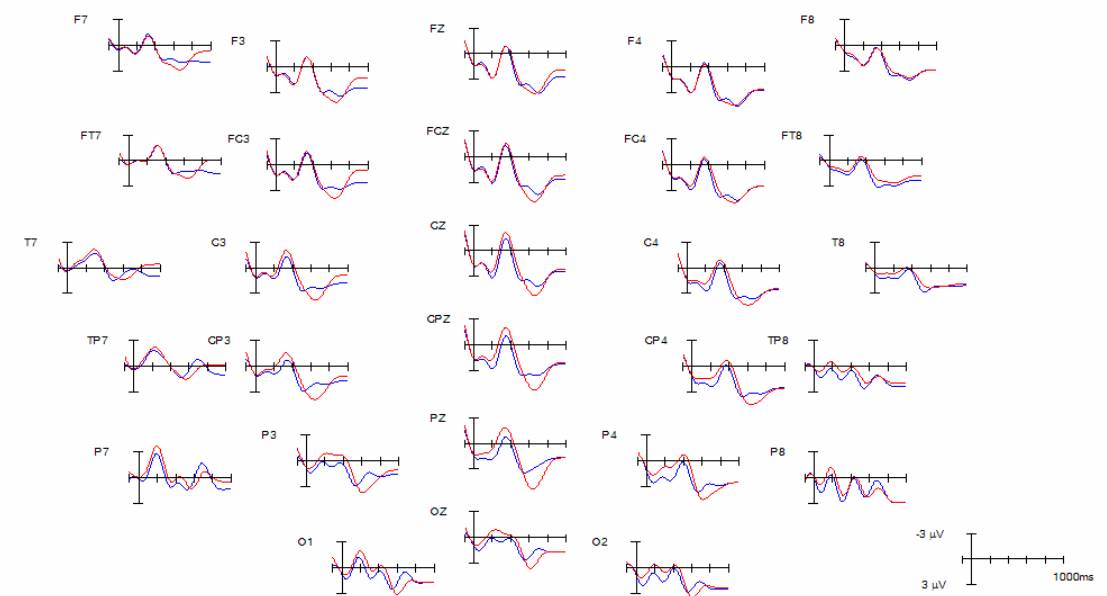 F7
F3
FZ
F4
F8
FT7
FC3
FCZ
FC4
FT8
T7
C3
CZ
C4
T8
TP7
CP3
CPZ
CP4
TP8
P7
P3
PZ
P4
P8
O1
OZ
O2
-3 µV
3 µV
1000ms